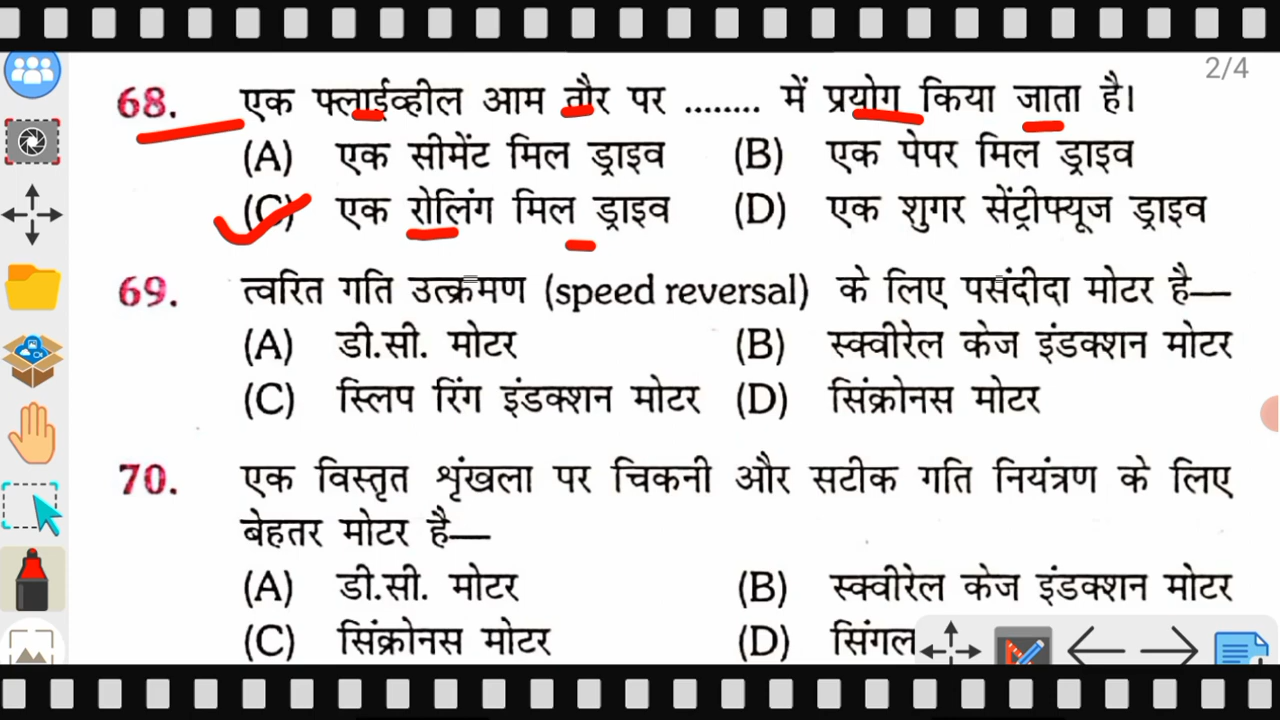 2/4
68. एक फ्लाईव्हील आम तौर पर ........ में प्रयोग किया जाता है।
(A) एक सीमेंट मिल ड्राइव (B) एक पेपर मिल ड्राइव
(C) एक रोलिंग मिल ड्राइव (D) एक शुगर सेंट्रीफ्यूज ड्राइव
69. त्वरित गति उत्क्रमण (speed reversal) के लिए पसंदीदा मोटर है—
(A) डी.सी. मोटर (B) स्क्वीरेल केज इंडक्शन मोटर
(C) स्लिप रिंग इंडक्शन मोटर (D) सिंक्रोनस मोटर
70. एक विस्तृत शृंखला पर चिकनी और सटीक गति नियंत्रण के लिए
बेहतर मोटर है—
(A) डी.सी. मोटर (B) स्क्वीरेल केज इंडक्शन मोटर
(C) सिंक्रोनस मोटर (D) सिंगल